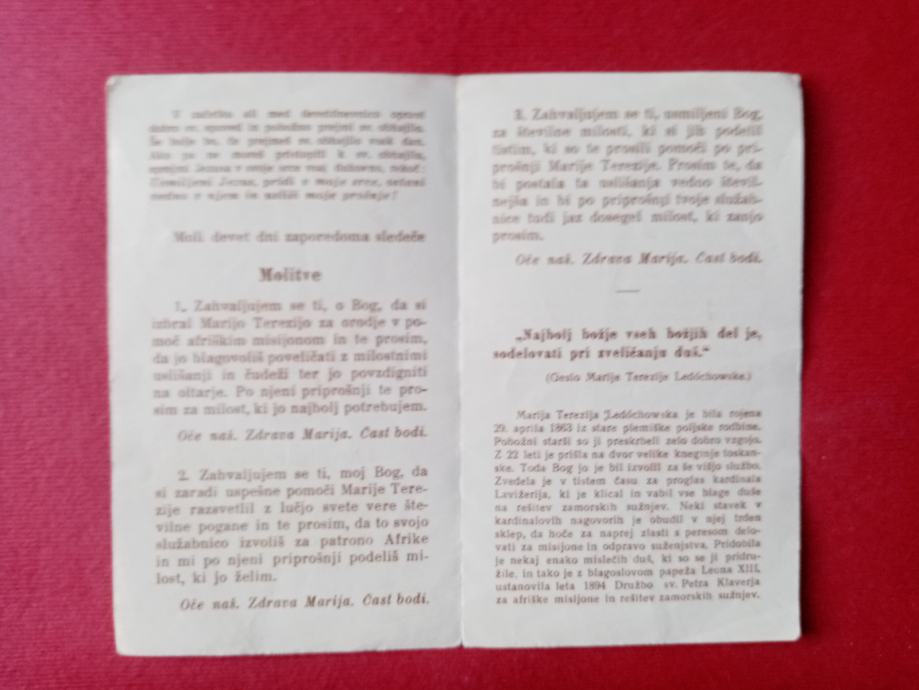 V začetku ali med devetdnevnico opravi
dobro sv. spoved in pobožno prejmi sv. obhajilo.
Še bolje bo, če prejmeš sv. obhajilo vsak dan.
Ako pa ne moreš pristopiti k sv. obhajilu,
sprejmi Jezusa v svoje srce vsaj duhovno, rekoč:
Usmiljeni Jezus, pridi v moje srce, ostani
vedno v njem in usliši moje prošnje!
Moli devet dni zaporedoma sledeče
Molitve
1. Zahvaljujem se ti, o Bog, da si
izbral Marijo Terezijo za orodje v po-
moč afriškim misijonom in te prosim,
da jo blagovoliš poveličati z milostnimi
uslišanji in čudeži ter jo povzdigniti
na oltarje. Po njeni priprošnji te pro-
sim za milost, ki jo najbolj potrebujem.
Oče naš. Zdrava Marija. Čast bodi.
2. Zahvaljujem se ti, moj Bog, da
si zaradi uspešne pomoči Marije Tere-
zije razsvetlil z lučjo svete vere šte-
vilne pogane in te prosim, da to svojo
služabnico izvoliš za patrono Afrike
in mi po njeni priprošnji podeliš mi-
lost, ki jo želim.
Oče naš. Zdrava Marija. Čast bodi.
3. Zahvaljujem se ti, usmiljeni Bog,
za številne milosti, ki si jih podelil
tistim, ki so te prosili pomoči po pri-
prošnji Marije Terezije. Prosim te, da
bi postala ta uslišanja vedno števil-
nejša in bi po priprošnji tvoje služab-
nice tudi jaz dosegel milost, ki zanjo
prosim.
Oče naš. Zdrava Marija. Čast bodi.
„Najbolj božje vseh božjih del je,
sodelovati pri zveličanju duš.“
(Geslo Marije Terezije Ledóchowske.)
Marija Terezija Ledóchowska je bila rojena
29. aprila 1863 iz stare plemiške poljske rodbine.
Pobožni starši so ji preskrbeli zelo dobro vzgojo.
Z 22 leti je prišla na dvor velike kneginje toskan-
ske. Toda Bog jo je bil izvolil za še višjo službo.
Zvedela je v tistem času za proglas kardinala
Lavižerija, ki je klical in vabil vse blage duše
na rešitev zamorskih sužnjev. Neki stavek v
kardinalovih nagovorih je obudil v njej trden
sklep, da hoče za naprej zlasti s peresom delo-
vati za misijone in odpravo suženjstva. Pridobila
je nekaj enako mislečih duš, ki so se ji pridru-
žile, in tako je z blagoslovom papeža Leona XIII,
ustanovila leta 1894 Družbo sv. Petra Klaverja
za afriške misijone in rešitev zamorskih sužnjev.